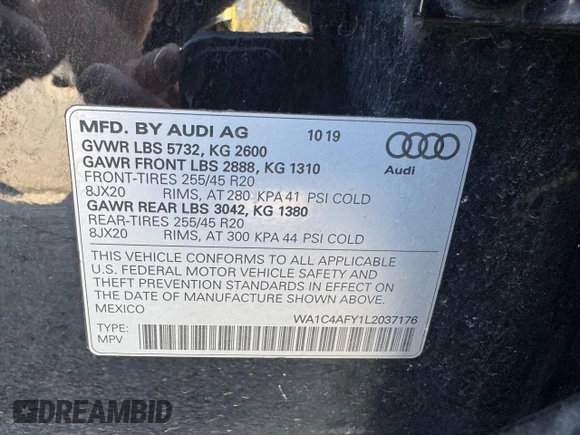 MFD. BY AUDI AG 10 19
GVWR LBS 5732, KG 2600
GAWR FRONT LBS 2888, KG 1310
FRONT-TIRES 255/45 R20
8JX20 RIMS, AT 280 KPA 41 PSI COLD
GAWR REAR LBS 3042, KG 1380
REAR-TIRES 255/45 R20
8JX20 RIMS, AT 300 KPA 44 PSI COLD
Audi
THIS VEHICLE CONFORMS TO ALL APPLICABLE
U.S. FEDERAL MOTOR VEHICLE SAFETY AND
THEFT PREVENTION STANDARDS IN EFFECT ON
THE DATE OF MANUFACTURE SHOWN ABOVE.
MEXICO
WA1C4AFY1L2037176
TYPE:
MPV
DREAMBID